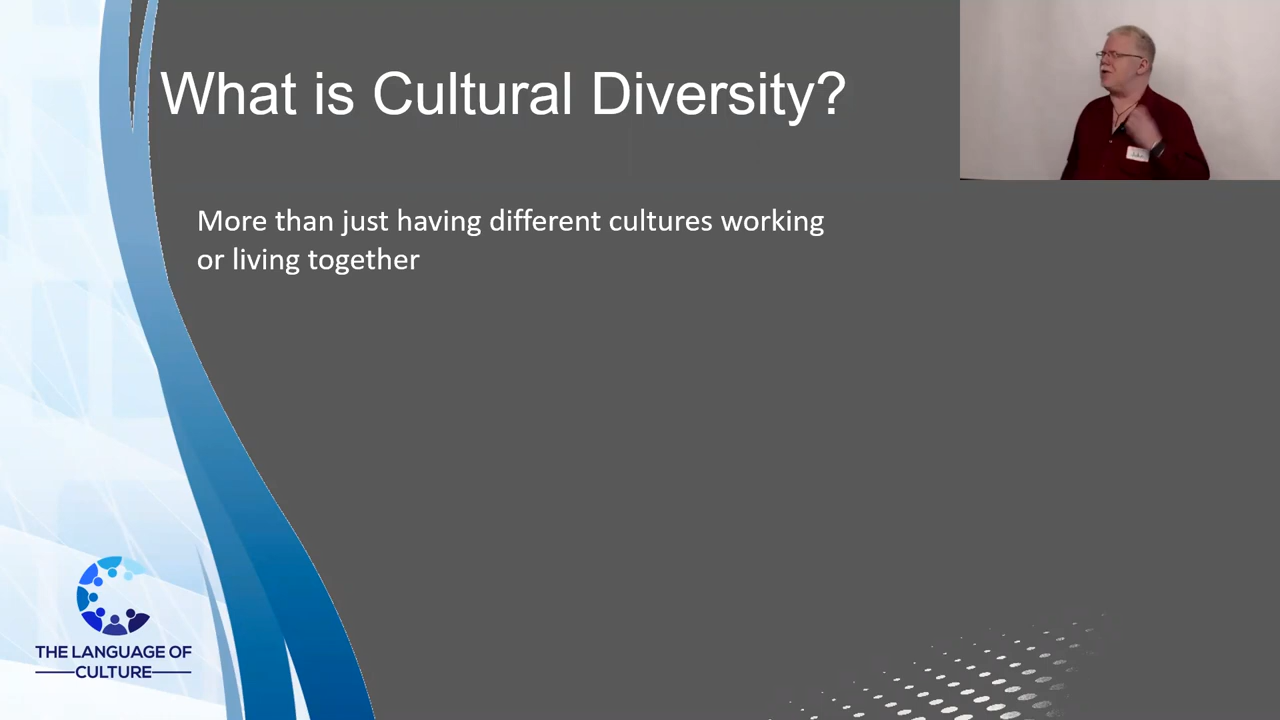 What is Cultural Diversity?
More than just having different cultures working
or living together
THE LANGUAGE OF
CULTURE